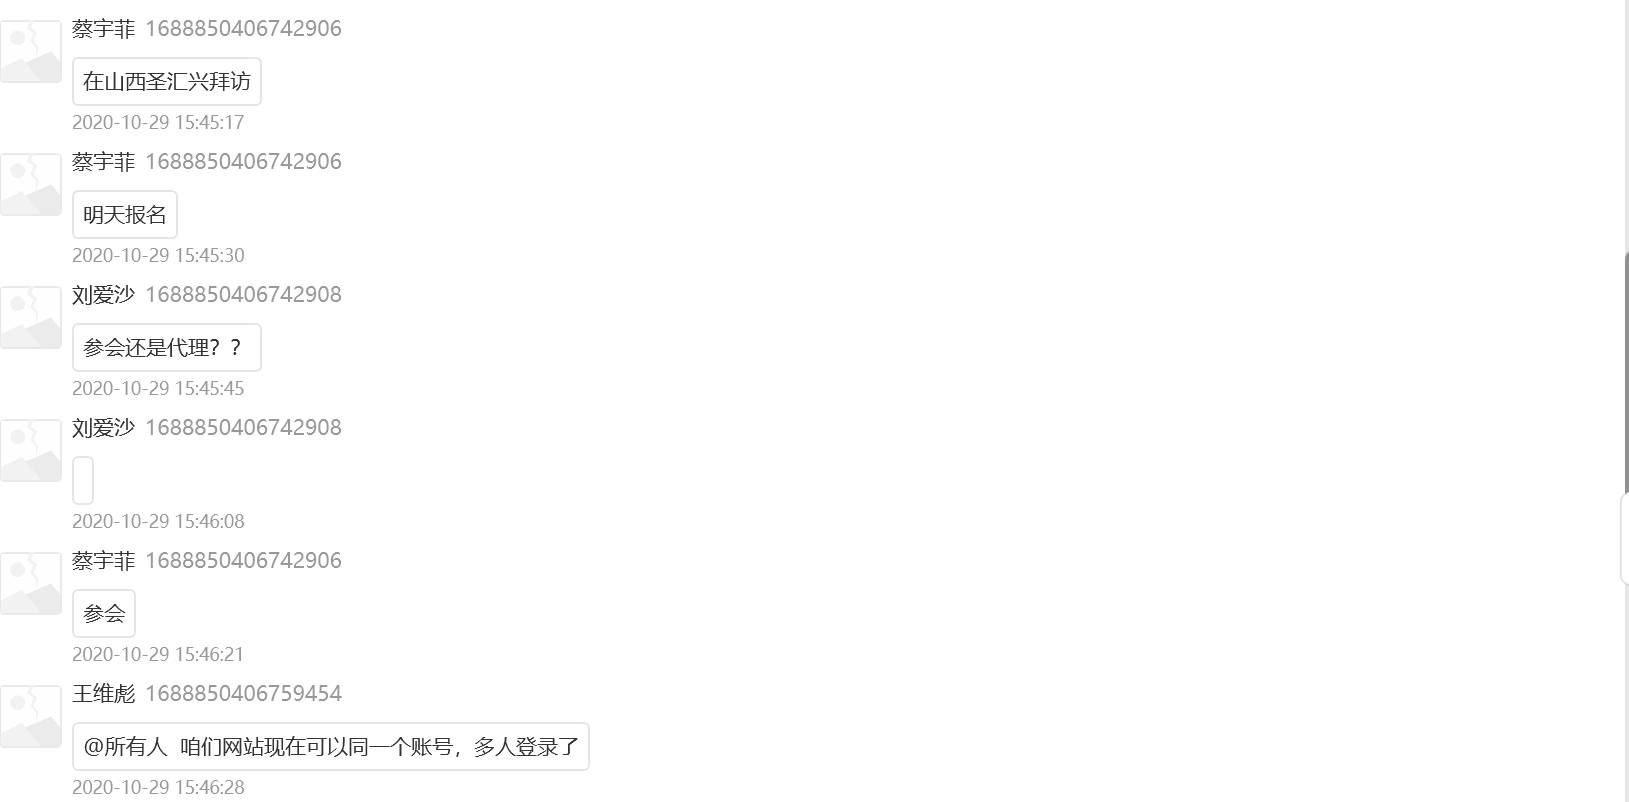 蔡宇菲 1688850406742906
在山西圣汇兴拜访
2020-10-29 15:45:17
蔡宇菲 1688850406742906
明天报名
2020-10-29 15:45:30
刘爱沙 1688850406742908
参会还是代理？？
2020-10-29 15:45:45
刘爱沙 1688850406742908
2020-10-29 15:46:08
蔡宇菲 1688850406742906
参会
2020-10-29 15:46:21
王维彪 1688850406759454
@所有人 咱们网站现在可以同一个账号，多人登录了
2020-10-29 15:46:28